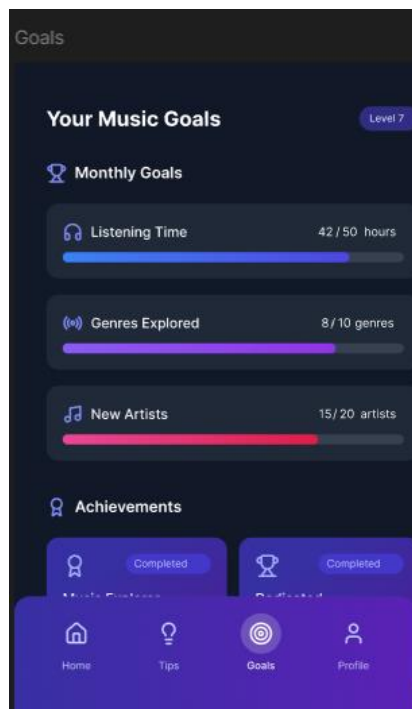 Goals
Your Music Goals
Level 7
Monthly Goals
Listening Time
42/50 hours
Genres Explored
8/10 genres
New Artists
15/20 artists
Achievements
Completed
Completed
Home
Tips
Goals
Profile